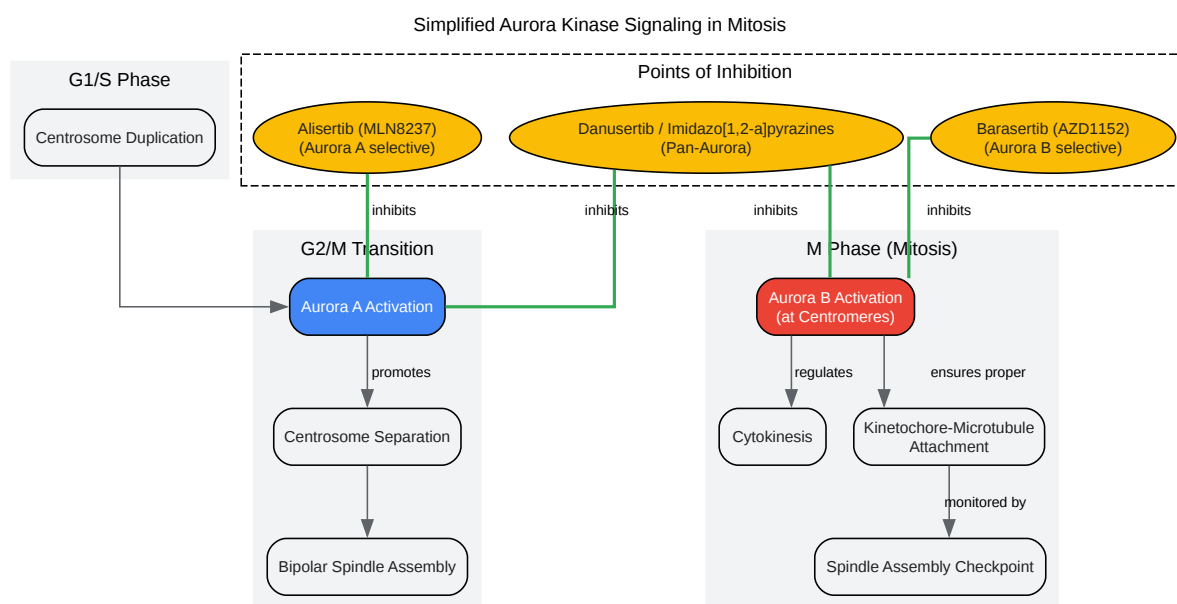 Simplified Aurora Kinase Signaling in Mitosis
G1/S Phase
Centrosome Duplication
Points of Inhibition
Alisertib (MLN8237)
(Aurora A selective)
Danusertib / Imidazo[1,2-a]pyrazines
(Pan-Aurora)
Barasertib (AZD1152)
(Aurora B selective)
inhibits
inhibits
inhibits
inhibits
G2/M Transition
M Phase (Mitosis)
Aurora A Activation
Aurora B Activation
(at Centromeres)
promotes
regulates
ensures proper
Centrosome Separation
Cytokinesis
Kinetochore-Microtubule
Attachment
monitored by
Bipolar Spindle Assembly
Spindle Assembly Checkpoint